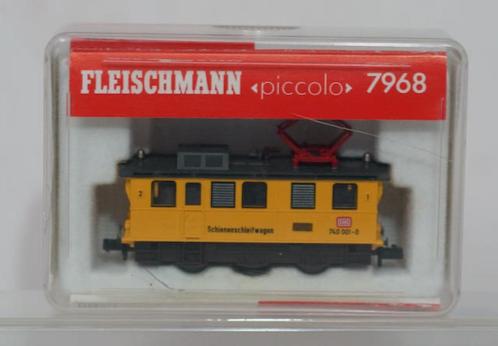 FLEISCHMANN ‹piccolo› 7968
2
1
DB
Schienenschleifwagen
740 001-0